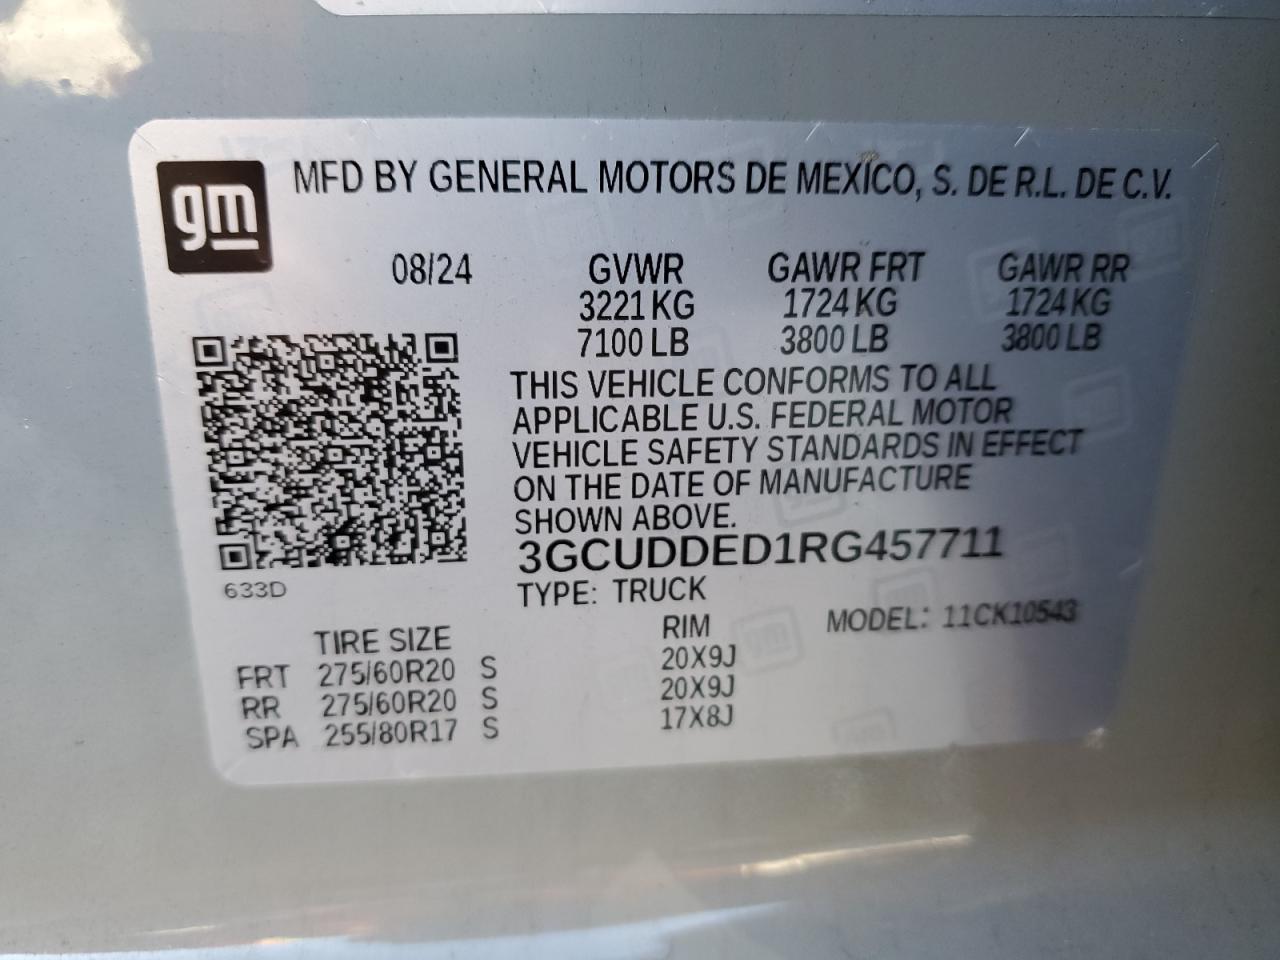 gm MFD BY GENERAL MOTORS DE MEXICO, S. DE R.L. DE C.V.
08/24 GVWR GAWR FRT GAWR RR
3221 KG 1724 KG 1724 KG
7100 LB 3800 LB 3800 LB
THIS VEHICLE CONFORMS TO ALL
APPLICABLE U.S. FEDERAL MOTOR
VEHICLE SAFETY STANDARDS IN EFFECT
ON THE DATE OF MANUFACTURE
SHOWN ABOVE.
3GCUDDED1RG457711
633D
TYPE: TRUCK
MODEL: 11CK10543
TIRE SIZE RIM
FRT 275/60R20 S 20X9J
RR 275/60R20 S 20X9J
SPA 255/80R17 S 17X8J